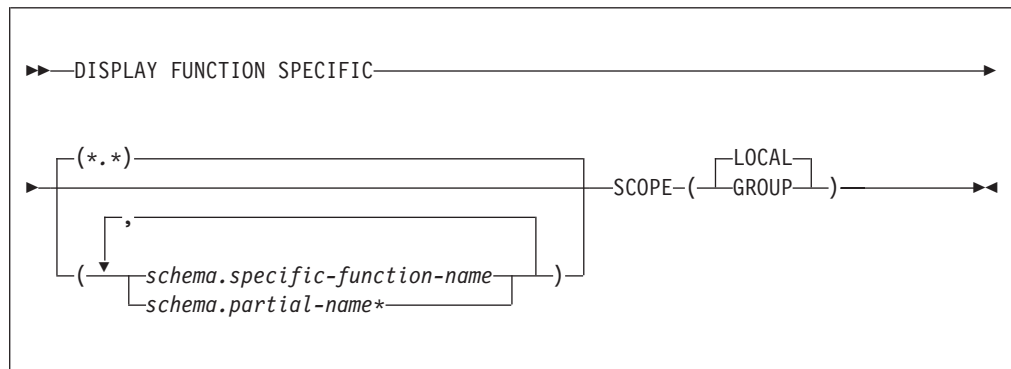 DISPLAY FUNCTION SPECIFIC
(*.*)
LOCAL
SCOPE ( GROUP )
,
( schema.specific-function-name )
schema.partial-name*